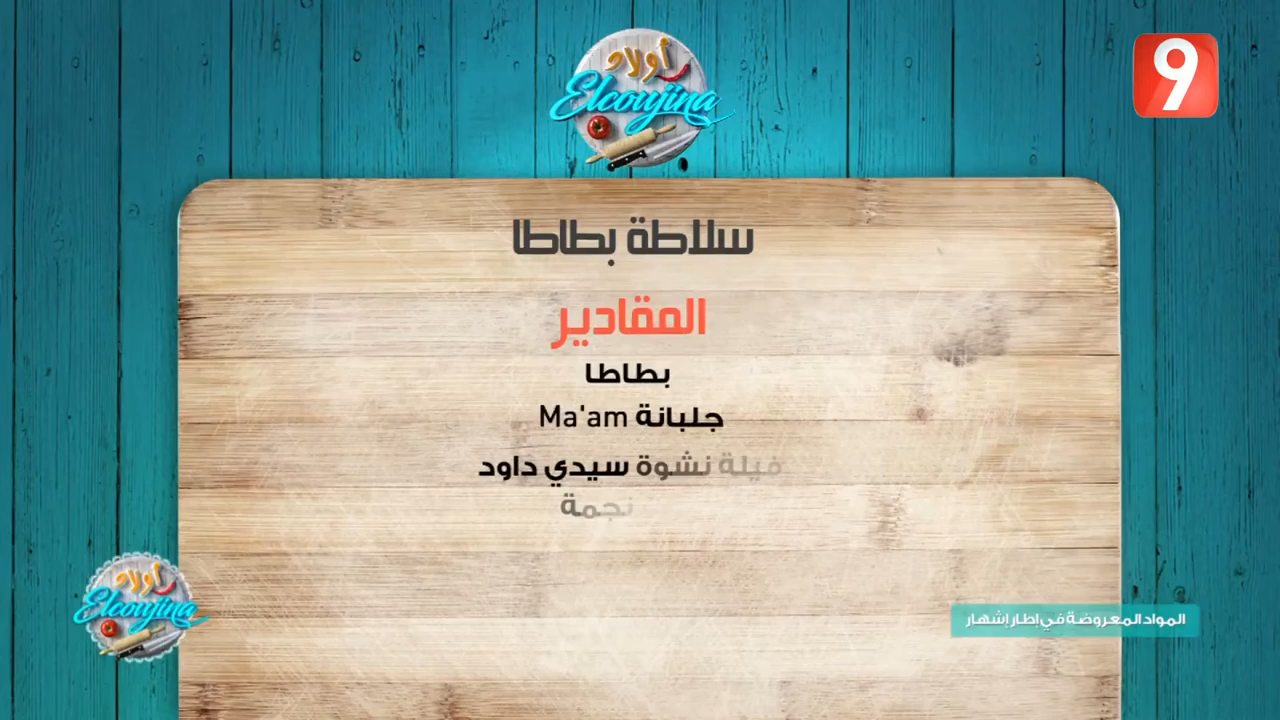 أولاد
Elcoujina
9
سلاطة بطاطا
المقادير
بطاطا
جلبانة Ma'am
فيلة نشوة سيدي داود
نجمة
أولاد
Elcoujina
المواد المعروضة في إطار إشهار